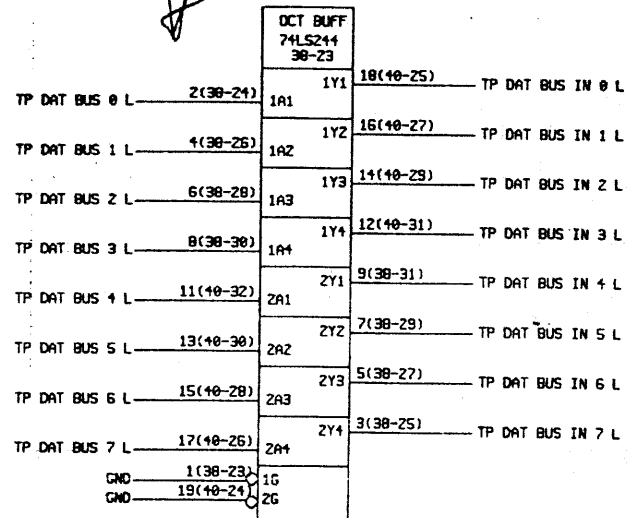 OCT BUFF
74LS244
38-23
TP DAT BUS 0 L 2(38-24) 1A1 1Y1 18(40-25) TP DAT BUS IN 0 L
TP DAT BUS 1 L 4(38-26) 1A2 1Y2 16(40-27) TP DAT BUS IN 1 L
TP DAT BUS 2 L 6(38-28) 1A3 1Y3 14(40-29) TP DAT BUS IN 2 L
TP DAT BUS 3 L 8(38-30) 1A4 1Y4 12(40-31) TP DAT BUS IN 3 L
TP DAT BUS 4 L 11(40-32) 2A1 2Y1 9(38-31) TP DAT BUS IN 4 L
TP DAT BUS 5 L 13(40-30) 2A2 2Y2 7(38-29) TP DAT BUS IN 5 L
TP DAT BUS 6 L 15(40-28) 2A3 2Y3 5(38-27) TP DAT BUS IN 6 L
TP DAT BUS 7 L 17(40-26) 2A4 2Y4 3(38-25) TP DAT BUS IN 7 L
GND 1(38-23) 1G
GND 19(40-24) 2G